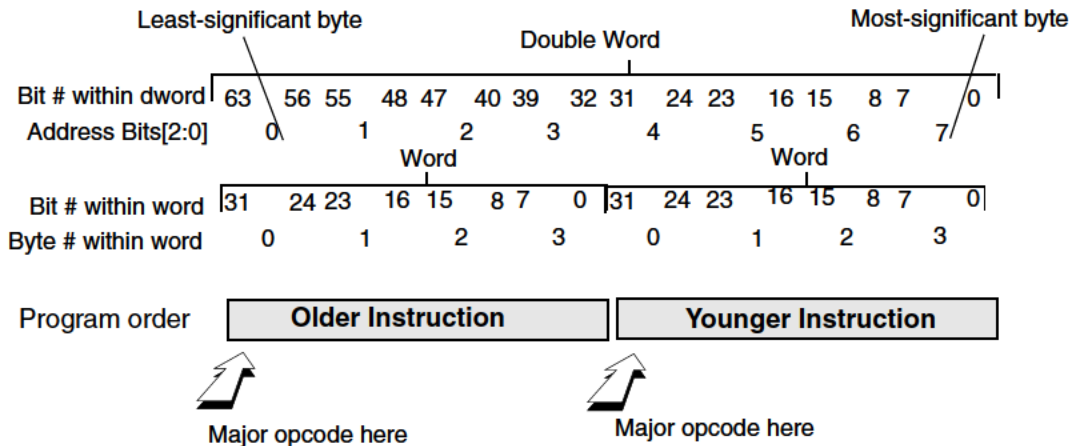 Least-significant byte
Most-significant byte
Double Word
Bit # within dword 63 56 55 48 47 40 39 32 31 24 23 16 15 8 7 0
Address Bits[2:0] 0 1 2 3 4 5 6 7
Word Word
Bit # within word 31 24 23 16 15 8 7 0 31 24 23 16 15 8 7 0
Byte # within word 0 1 2 3 0 1 2 3
Program order Older Instruction Younger Instruction
Major opcode here Major opcode here